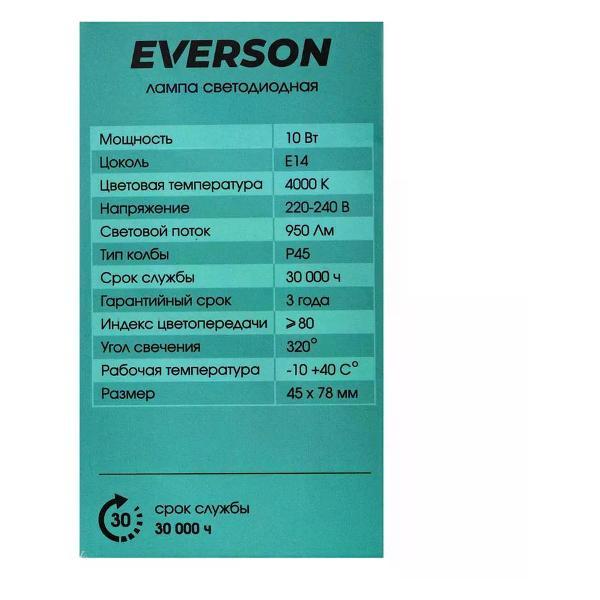 EVERSON
лампа светодиодная
Мощность 10 Вт
Цоколь E14
Цветовая температура 4000 К
Напряжение 220-240 В
Световой поток 950 Лм
Тип колбы P45
Срок службы 30 000 ч
Гарантийный срок 3 года
Индекс цветопередачи ⩾80
Угол свечения 320°
Рабочая температура -10 +40 С°
Размер 45 х 78 мм
30 срок службы
30 000 ч